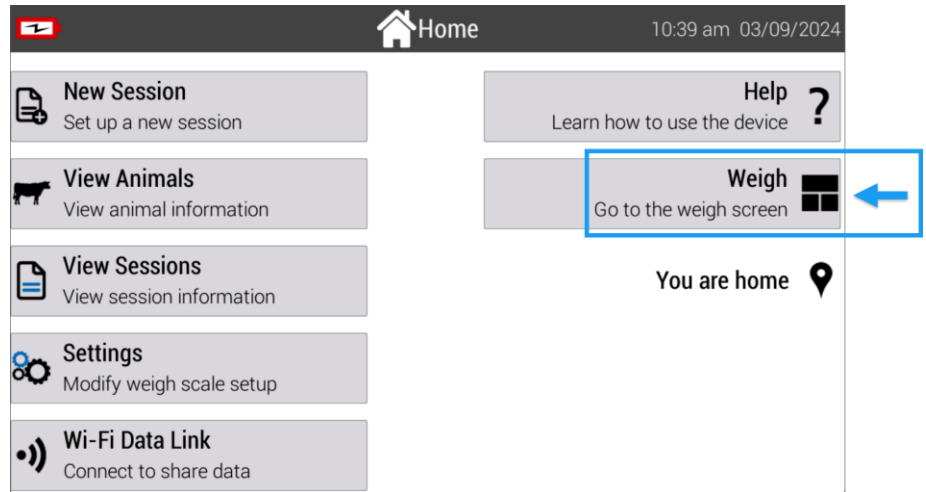 Home
10:39 am 03/09/2024
New Session
Set up a new session
View Animals
View animal information
View Sessions
View session information
Settings
Modify weigh scale setup
Wi-Fi Data Link
Connect to share data
Help
Learn how to use the device
?
Weigh
Go to the weigh screen
You are home